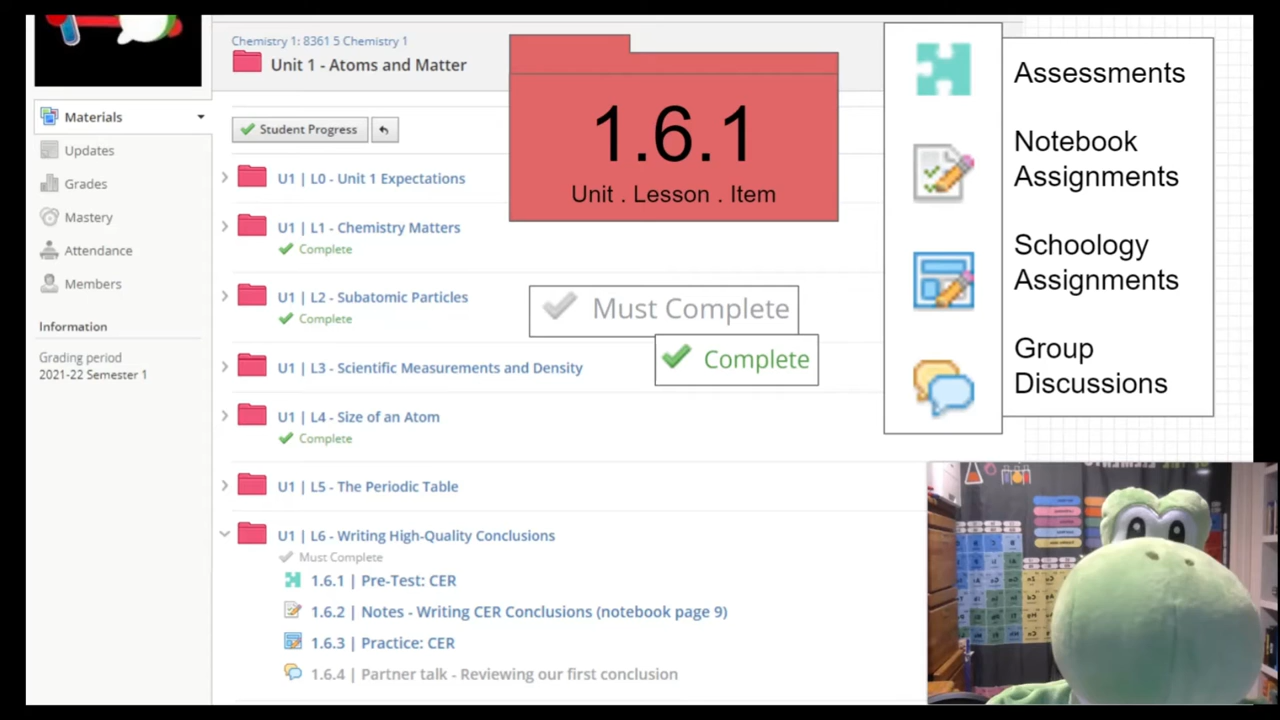 Chemistry 1: 8361 5 Chemistry 1
Unit 1 - Atoms and Matter
Materials
Updates
Grades
Mastery
Attendance
Members
Information
Grading period
2021-22 Semester 1
Student Progress
U1 | L0 - Unit 1 Expectations
U1 | L1 - Chemistry Matters
Complete
U1 | L2 - Subatomic Particles
Complete
U1 | L3 - Scientific Measurements and Density
U1 | L4 - Size of an Atom
Complete
U1 | L5 - The Periodic Table
U1 | L6 - Writing High-Quality Conclusions
Must Complete
1.6.1 | Pre-Test: CER
1.6.2 | Notes - Writing CER Conclusions (notebook page 9)
1.6.3 | Practice: CER
1.6.4 | Partner talk - Reviewing our first conclusion
1.6.1
Unit . Lesson . Item
Must Complete
Complete
Assessments
Notebook
Assignments
Schoology
Assignments
Group
Discussions